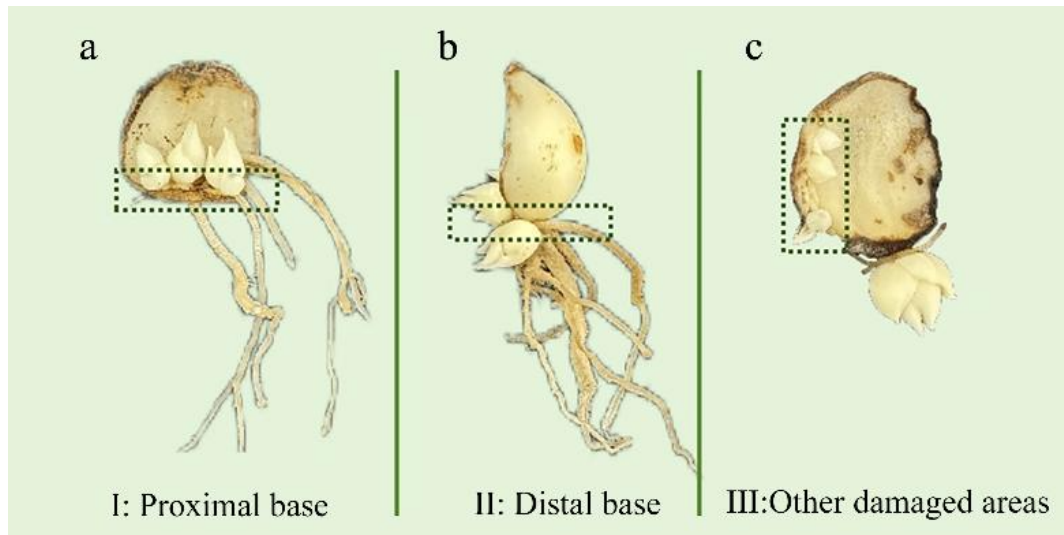 a
b
c
I: Proximal base
II: Distal base
III:Other damaged areas